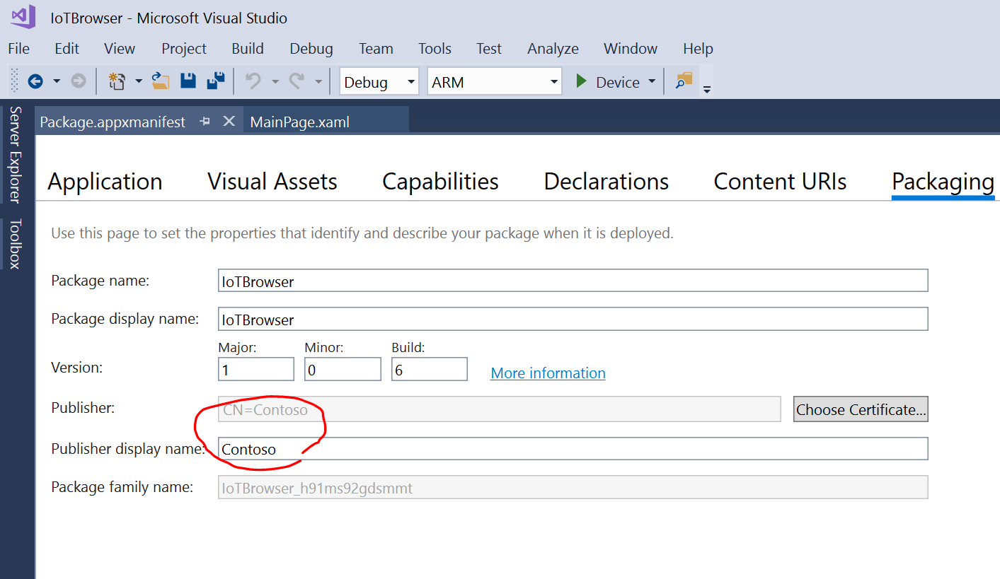 IoTBrowser - Microsoft Visual Studio
File Edit View Project Build Debug Team Tools Test Analyze Window Help
Debug ARM Device
Server Explorer
Toolbox
Package.appxmanifest MainPage.xaml
Application Visual Assets Capabilities Declarations Content URIs Packaging
Use this page to set the properties that identify and describe your package when it is deployed.
Package name: IoTBrowser
Package display name: IoTBrowser
Major: Minor: Build:
Version: 1 0 6 More information
Publisher: CN=Contoso Choose Certificate...
Publisher display name: Contoso
Package family name: IoTBrowser_h91ms92gdsmmt